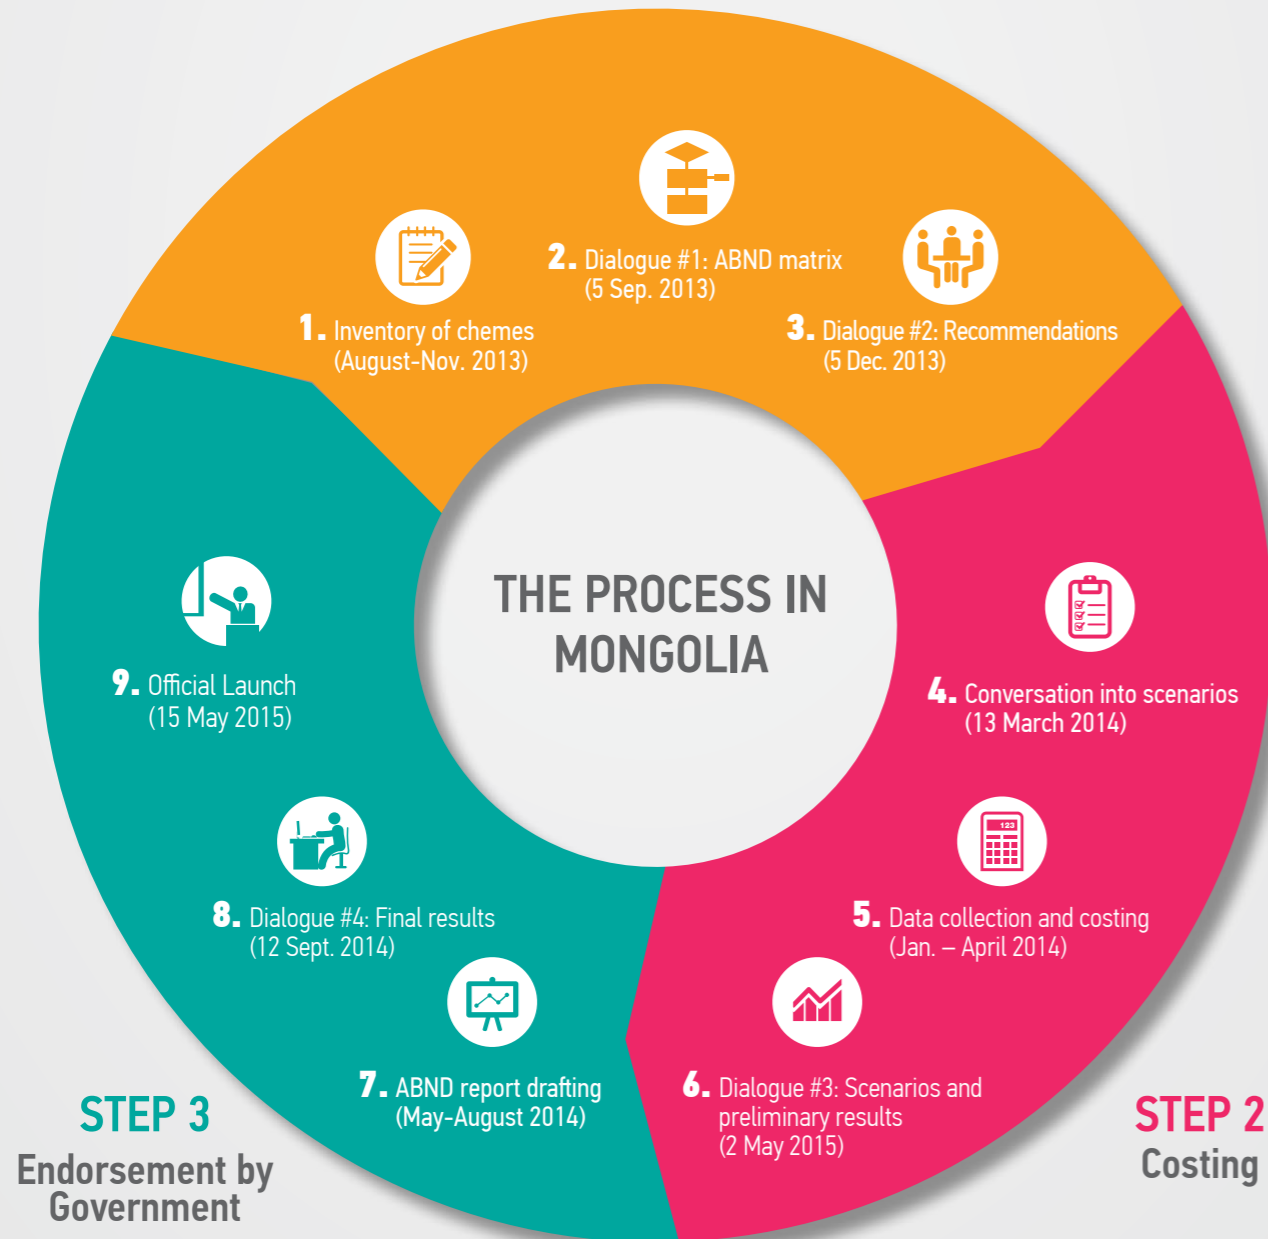 2. Dialogue #1: ABND matrix
(5 Sep. 2013)
1. Inventory of chemes
(August-Nov. 2013)
3. Dialogue #2: Recommendations
(5 Dec. 2013)
THE PROCESS IN
MONGOLIA
4. Conversation into scenarios
(13 March 2014)
5. Data collection and costing
(Jan. – April 2014)
123
6. Dialogue #3: Scenarios and
preliminary results
(2 May 2015)
7. ABND report drafting
(May-August 2014)
8. Dialogue #4: Final results
(12 Sept. 2014)
9. Official Launch
(15 May 2015)
STEP 3
Endorsement by
Government
STEP 2
Costing